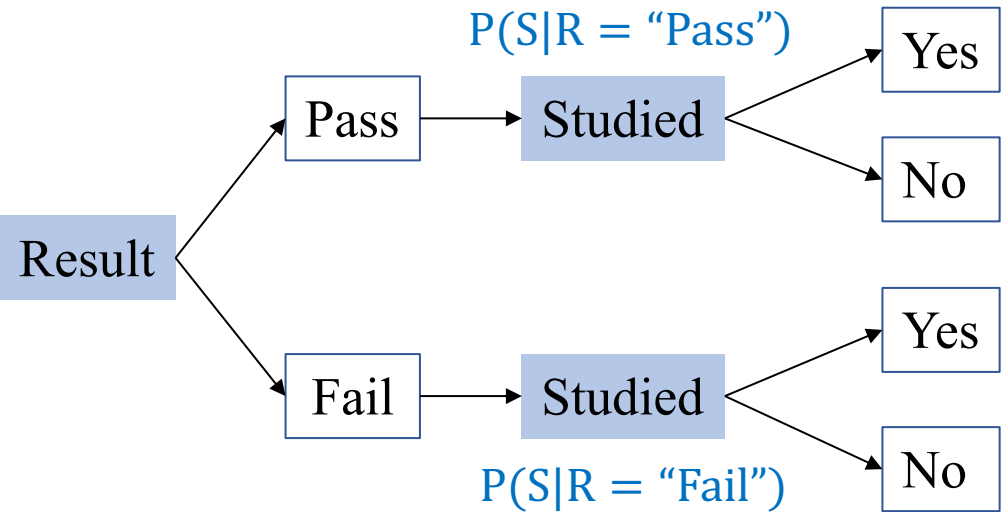 P(S|R = “Pass”)
Yes
Pass
Studied
No
Result
Yes
Fail
Studied
No
P(S|R = “Fail”)